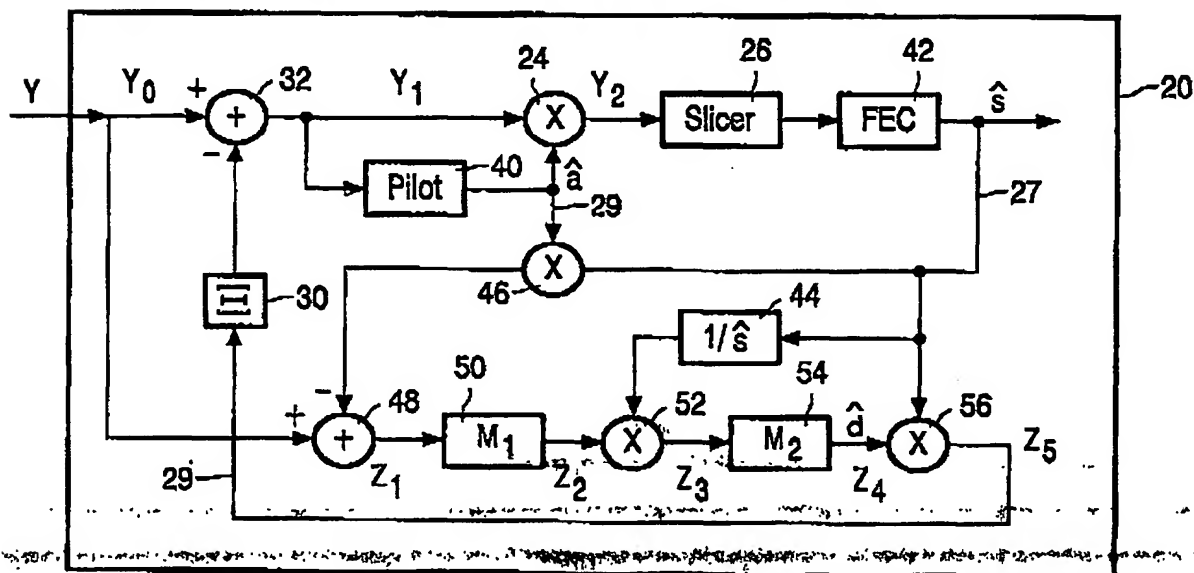 24
26
42
Y
Y₀
+
32
Y₁
Y₂
ŝ
20
+
X
Slicer
FEC
−
40
Pilot
â
29
27
X
46
Ξ
30
44
1/ŝ
−
50
54
+
48
52
56
+
M₁
X
M₂
d̂
X
29
Z₁
Z₂
Z₃
Z₄
Z₅